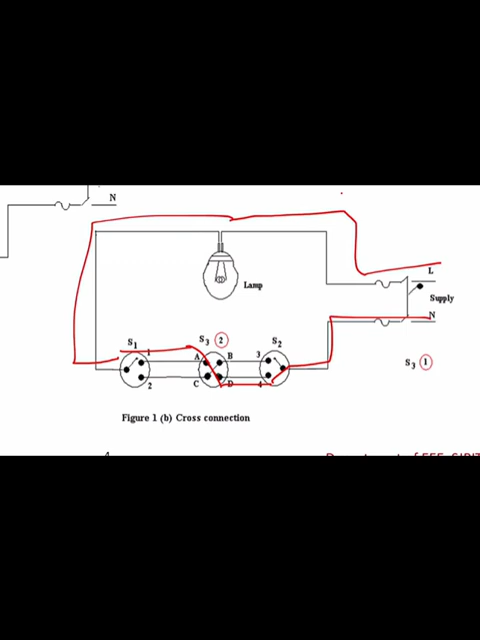 N
L
Lamp
Supply
N
S1
S3 2
S2
1
A
B
3
S3 1
2
C
D
4
Figure 1 (b) Cross connection